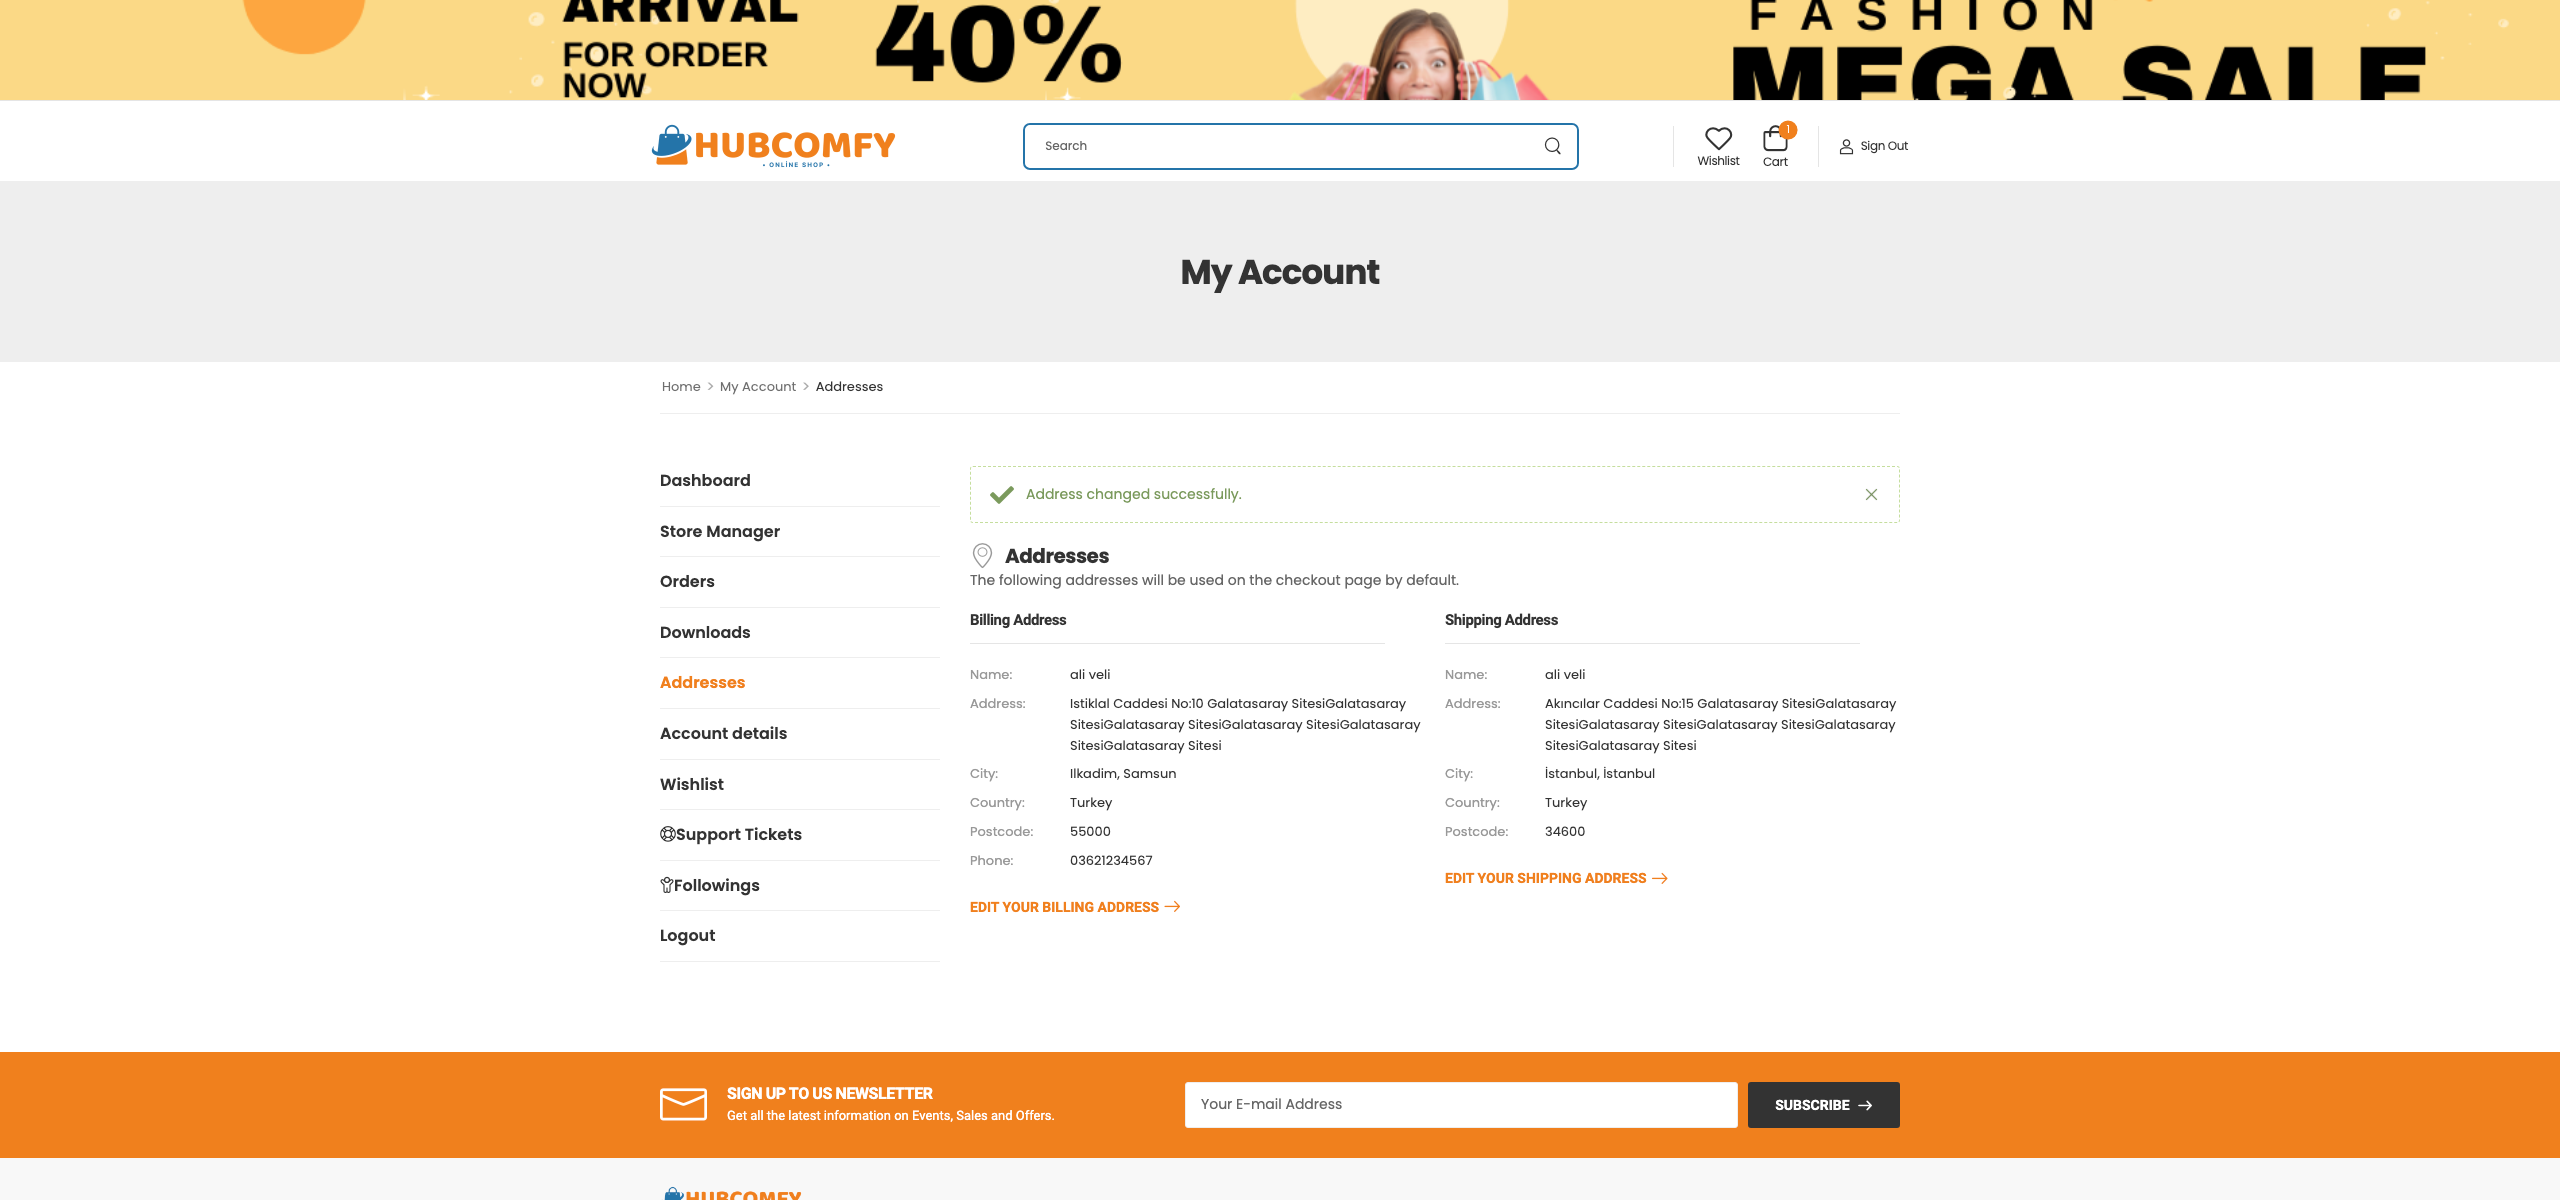 ARRIVAL
FOR ORDER
NOW
40%
FASHION
MEGA SALE
HUBCOMFY
• ONLİNE SHOP •
Search
Wishlist
1
Cart
Sign Out
My Account
Home > My Account > Addresses
Dashboard
Store Manager
Orders
Downloads
Addresses
Account details
Wishlist
Support Tickets
Followings
Logout
Address changed successfully.
Addresses
The following addresses will be used on the checkout page by default.
Billing Address
Name: ali veli
Address: Istiklal Caddesi No:10 Galatasaray SitesiGalatasaray
SitesiGalatasaray SitesiGalatasaray SitesiGalatasaray
SitesiGalatasaray Sitesi
City: Ilkadim, Samsun
Country: Turkey
Postcode: 55000
Phone: 03621234567
EDIT YOUR BILLING ADDRESS
Shipping Address
Name: ali veli
Address: Akıncılar Caddesi No:15 Galatasaray SitesiGalatasaray
SitesiGalatasaray SitesiGalatasaray SitesiGalatasaray
SitesiGalatasaray Sitesi
City: İstanbul, İstanbul
Country: Turkey
Postcode: 34600
EDIT YOUR SHIPPING ADDRESS
SIGN UP TO US NEWSLETTER
Get all the latest information on Events, Sales and Offers.
Your E-mail Address
SUBSCRIBE
HUBCOMFY